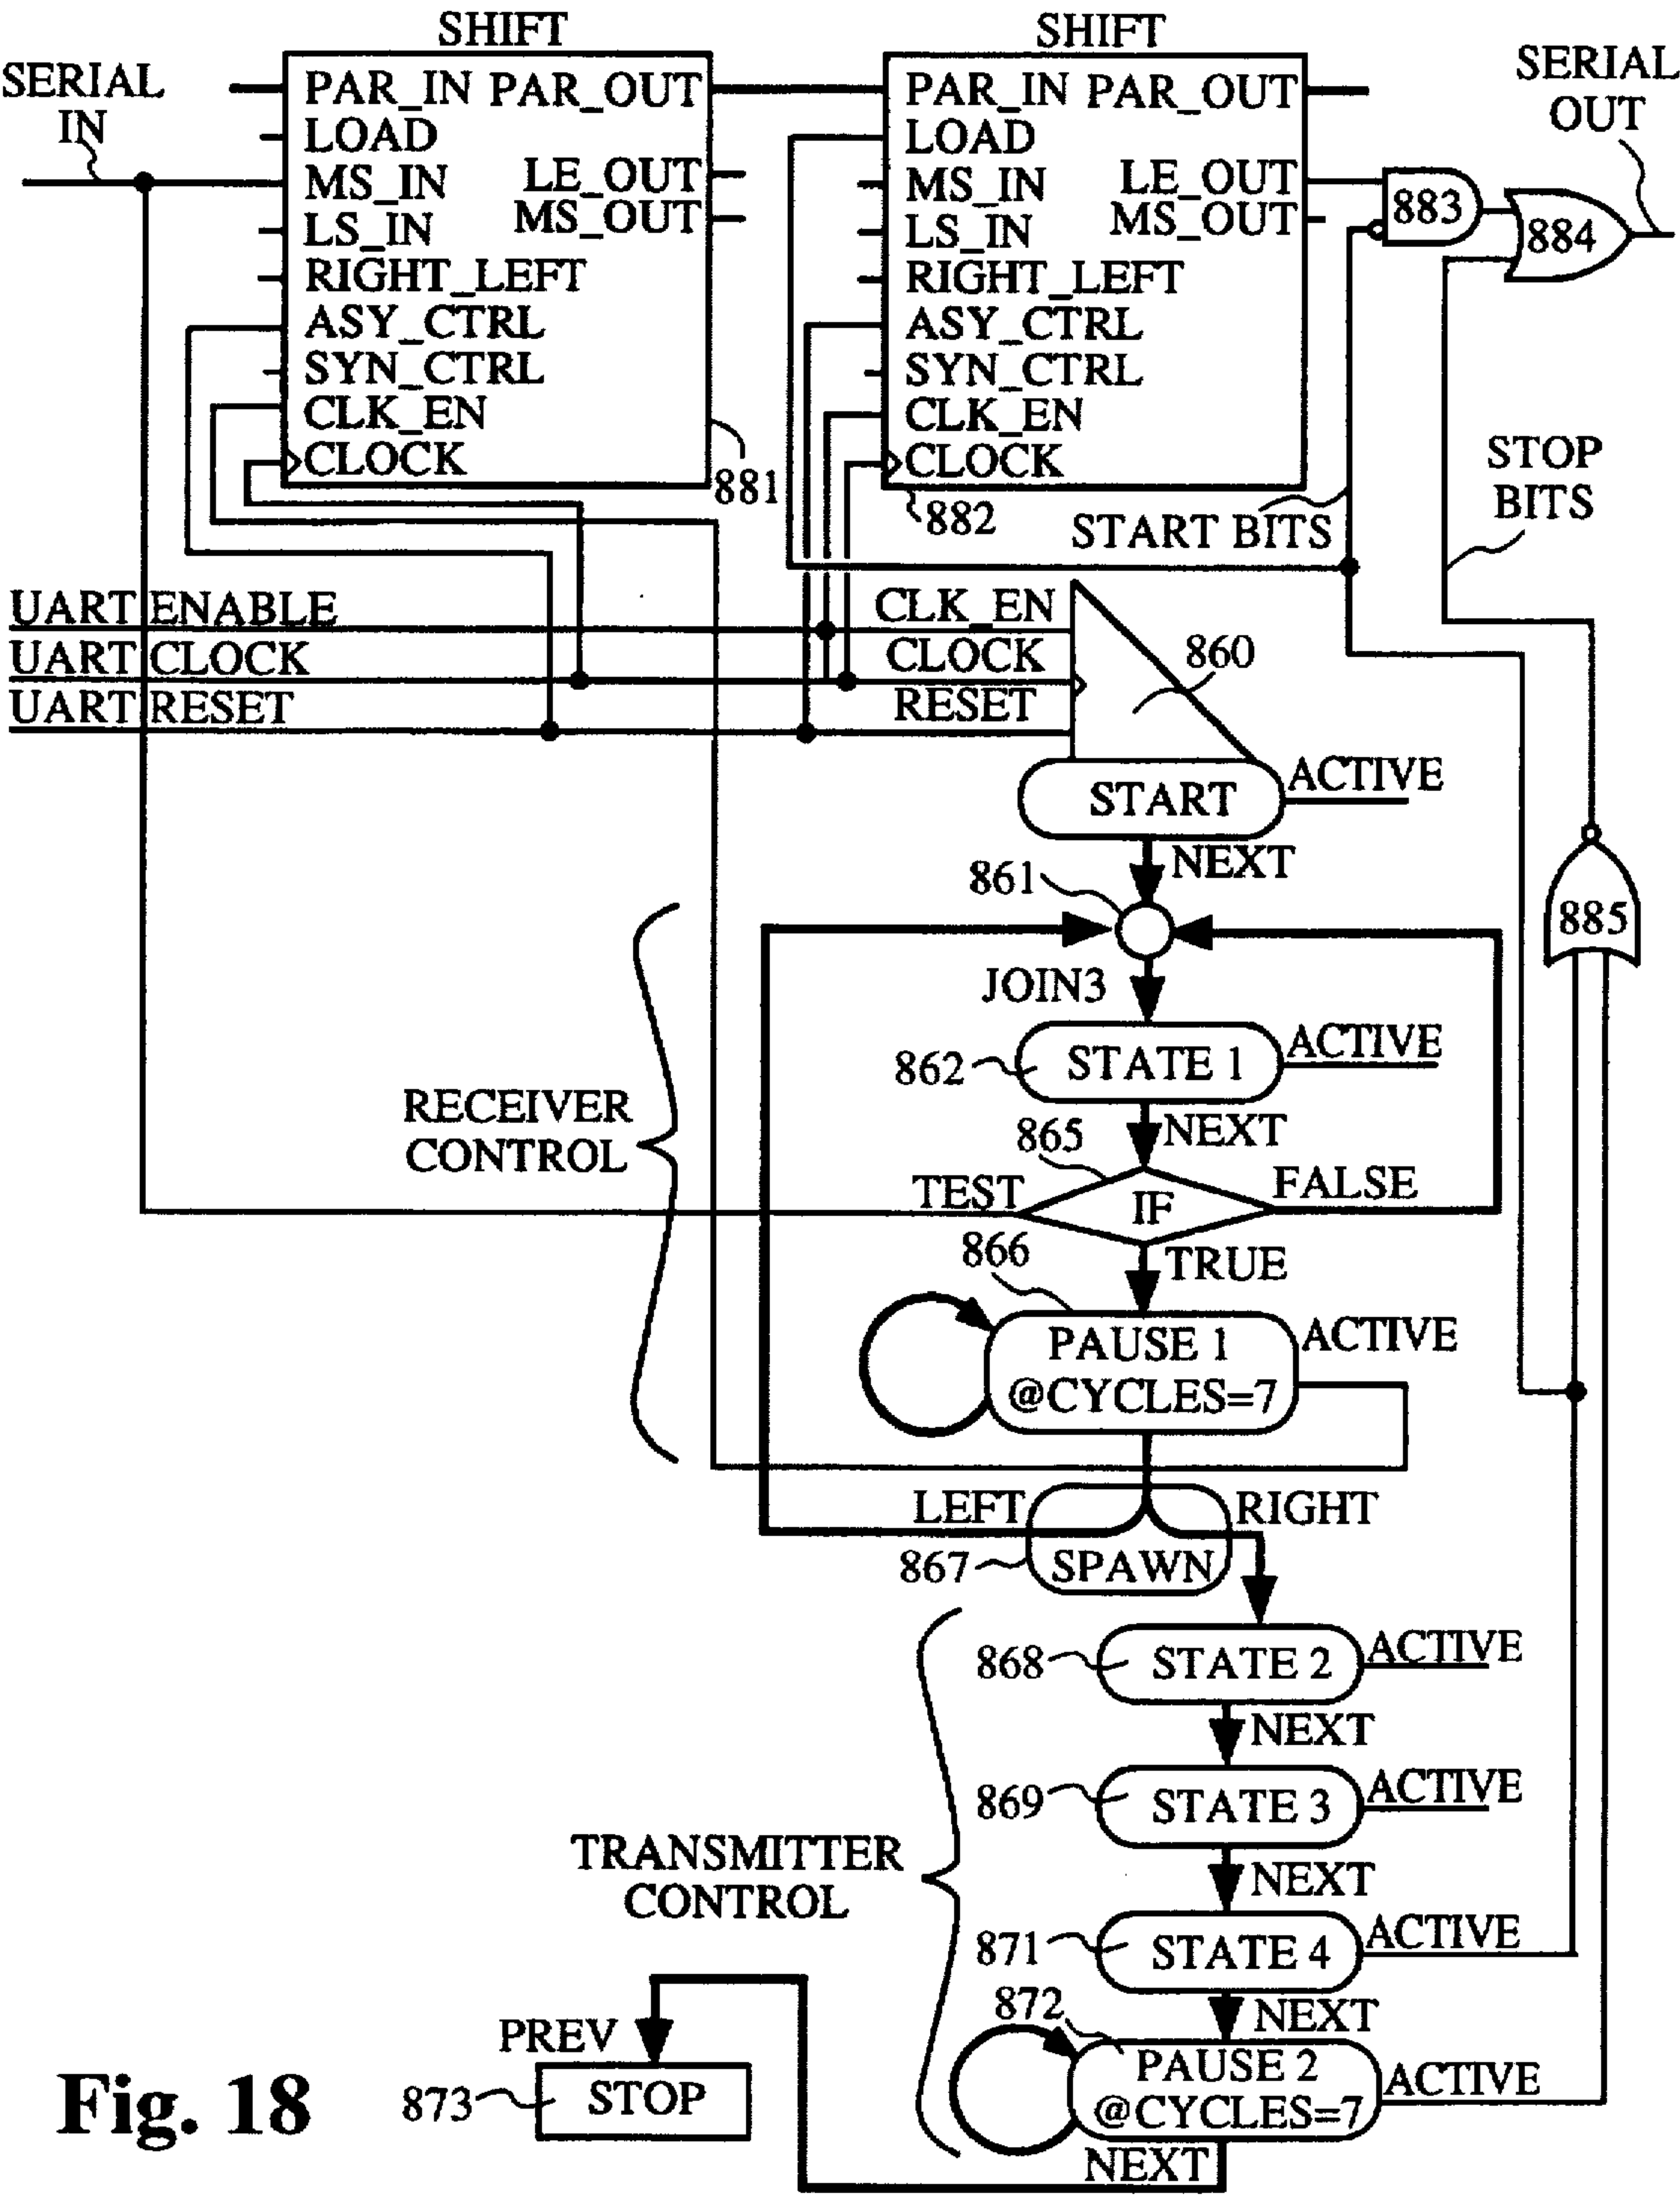 SHIFT
SHIFT
SERIAL
IN
SERIAL
OUT
PAR_IN PAR_OUT
LOAD
MS_IN
LE_OUT
LS_IN
MS_OUT
RIGHT_LEFT
ASY_CTRL
SYN_CTRL
CLK_EN
CLOCK
881
PAR_IN PAR_OUT
LOAD
MS_IN
LE_OUT
LS_IN
MS_OUT
RIGHT_LEFT
ASY_CTRL
SYN_CTRL
CLK_EN
CLOCK
882
883
884
START BITS
STOP
BITS
UART ENABLE
UART CLOCK
UART RESET
CLK_EN
CLOCK
RESET
860
START
ACTIVE
NEXT
861
885
JOIN3
862
STATE 1
ACTIVE
NEXT
RECEIVER
CONTROL
865
TEST
IF
FALSE
866
TRUE
PAUSE 1
@CYCLES=7
ACTIVE
LEFT
RIGHT
867
SPAWN
868
STATE 2
ACTIVE
NEXT
869
STATE 3
ACTIVE
NEXT
TRANSMITTER
CONTROL
871
STATE 4
ACTIVE
NEXT
872
PAUSE 2
@CYCLES=7
ACTIVE
NEXT
PREV
873
STOP
Fig. 18